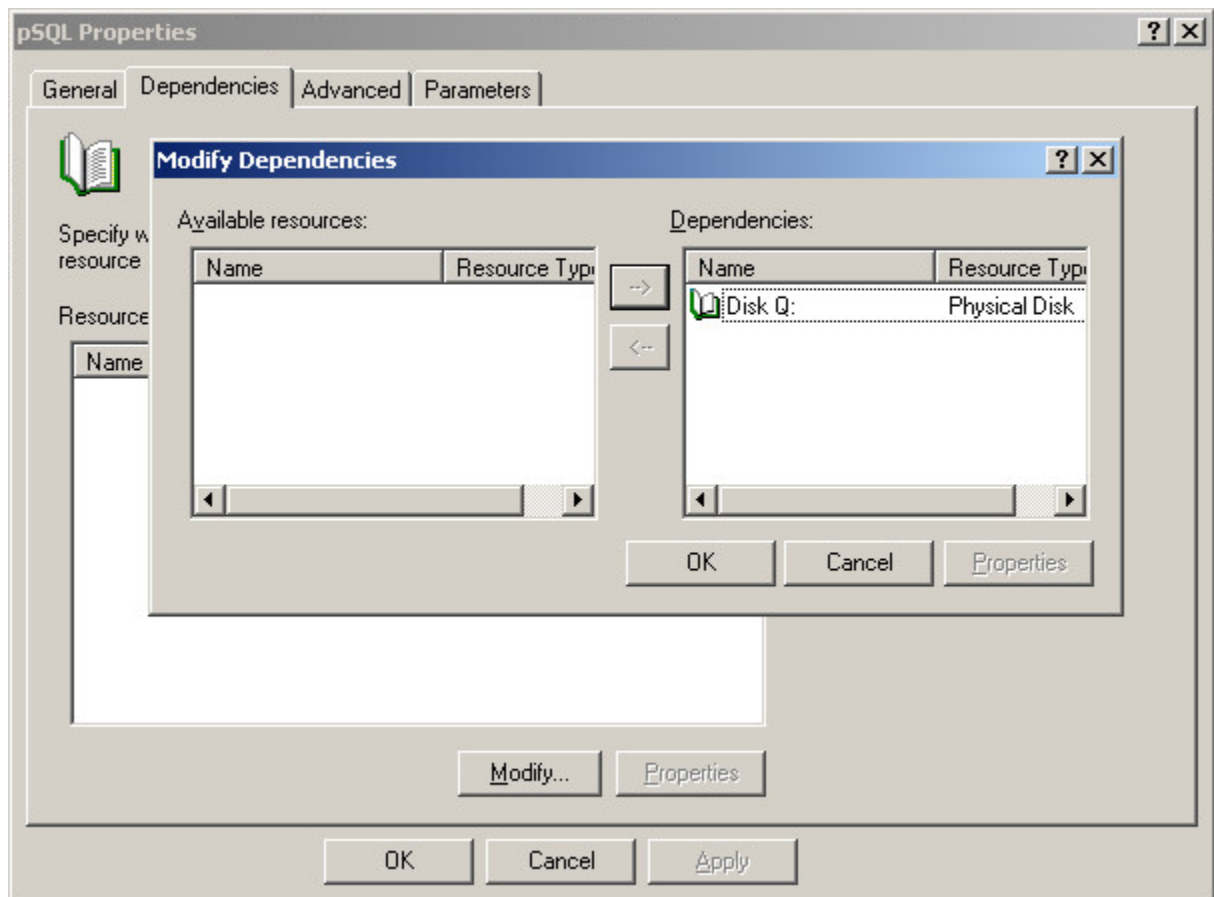 pSQL Properties
General Dependencies Advanced Parameters
Modify Dependencies
Specify w
resource
Resource
Name
Available resources:
Name Resource Typ
Dependencies:
Name Resource Typ
Disk Q: Physical Disk
-->
<--
OK Cancel Properties
Modify... Properties
OK Cancel Apply